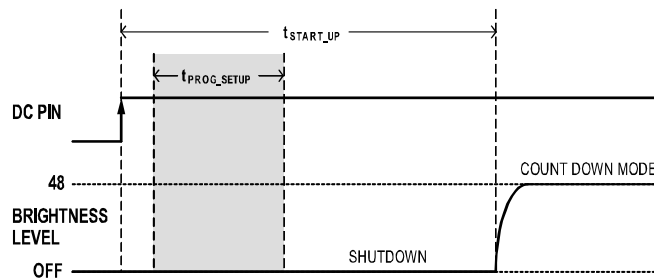 tSTART_UP
tPROG_SETUP
DC PIN
COUNT DOWN MODE
48
BRIGHTNESS
LEVEL
SHUTDOWN
OFF